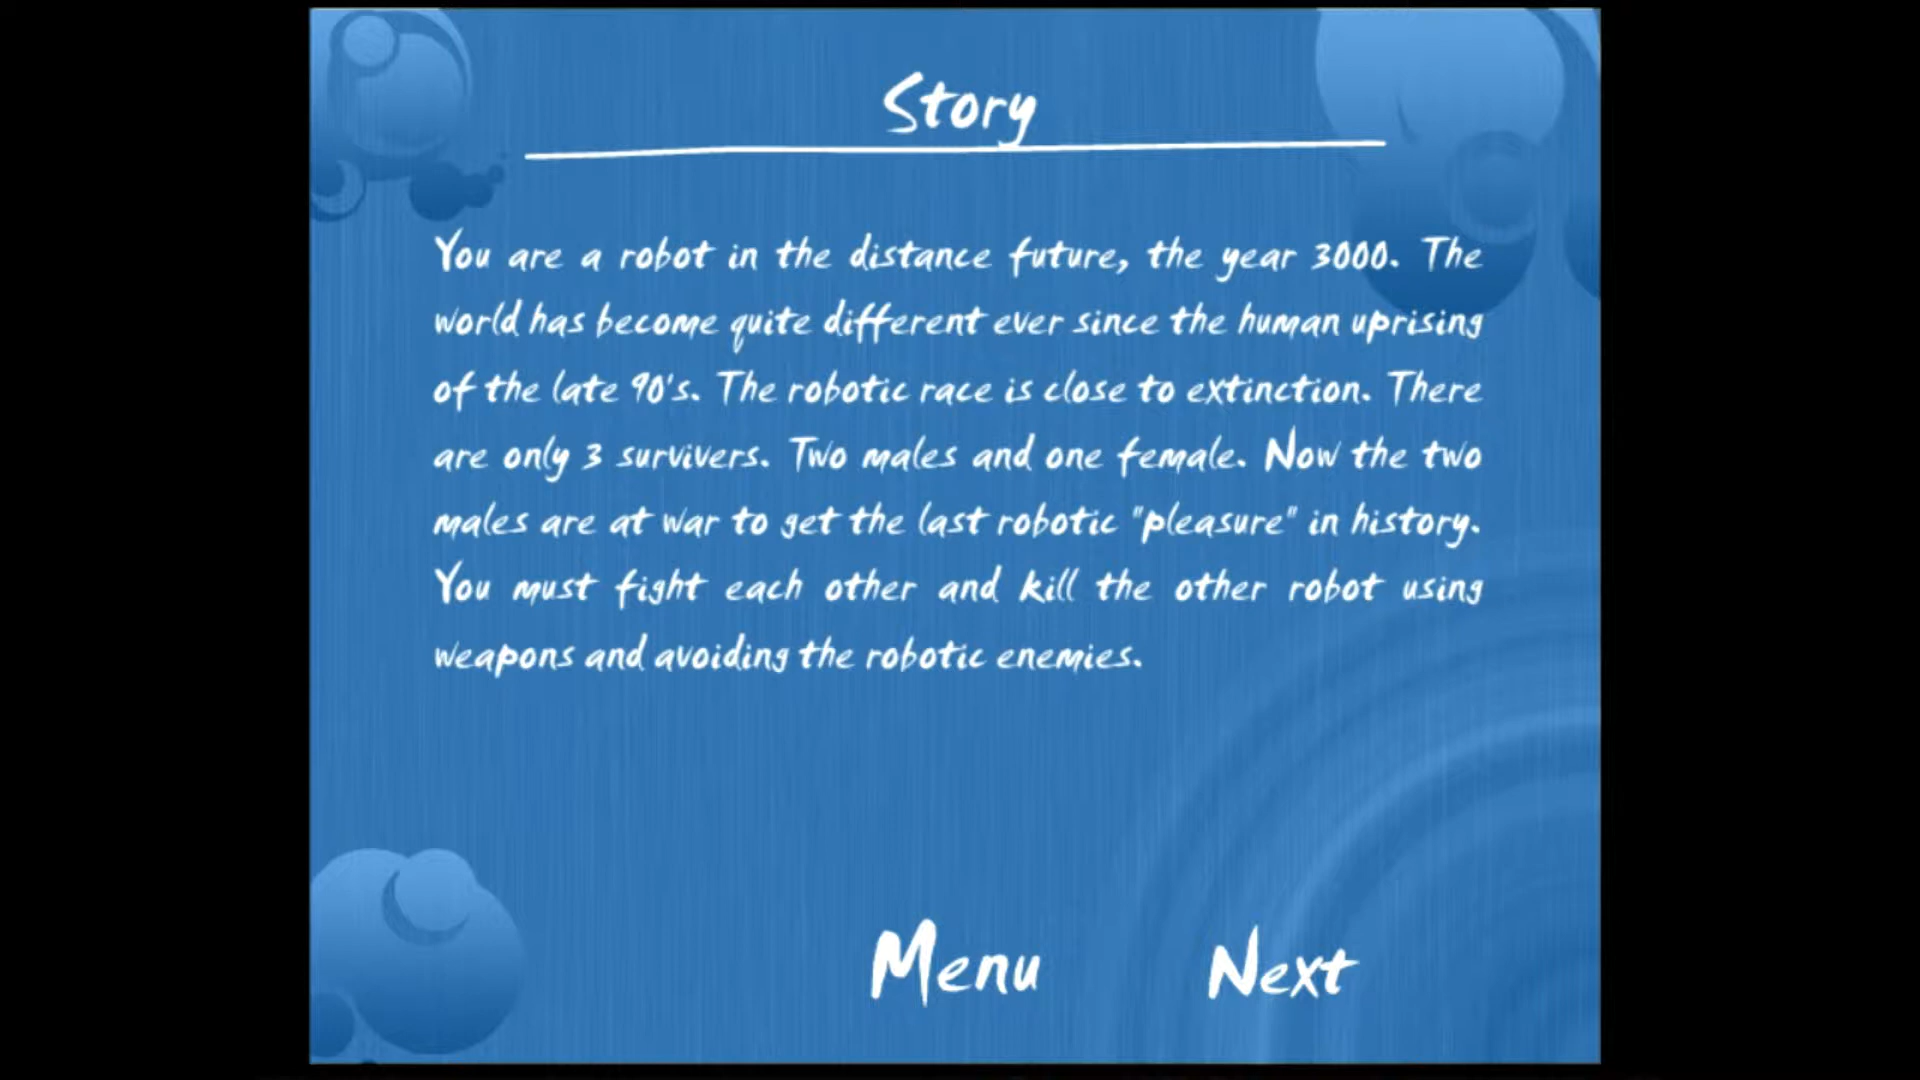 Story
You are a robot in the distance future, the year 3000. The
world has become quite different ever since the human uprising
of the late 90's. The robotic race is close to extinction. There
are only 3 survivers. Two males and one female. Now the two
males are at war to get the last robotic "pleasure" in history.
You must fight each other and kill the other robot using
weapons and avoiding the robotic enemies.
Menu Next